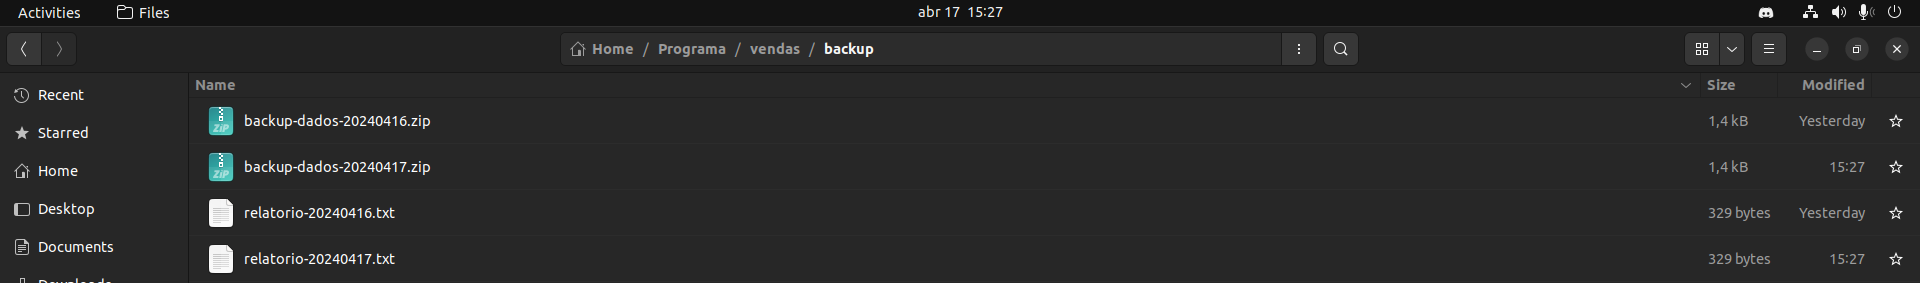 Activities Files abr 17 15:27
Home / Programa / vendas / backup
Name Size Modified
Recent
backup-dados-20240416.zip 1,4 kB Yesterday
Starred
backup-dados-20240417.zip 1,4 kB 15:27
Home
Desktop
relatorio-20240416.txt 329 bytes Yesterday
Documents
relatorio-20240417.txt 329 bytes 15:27
Downloads